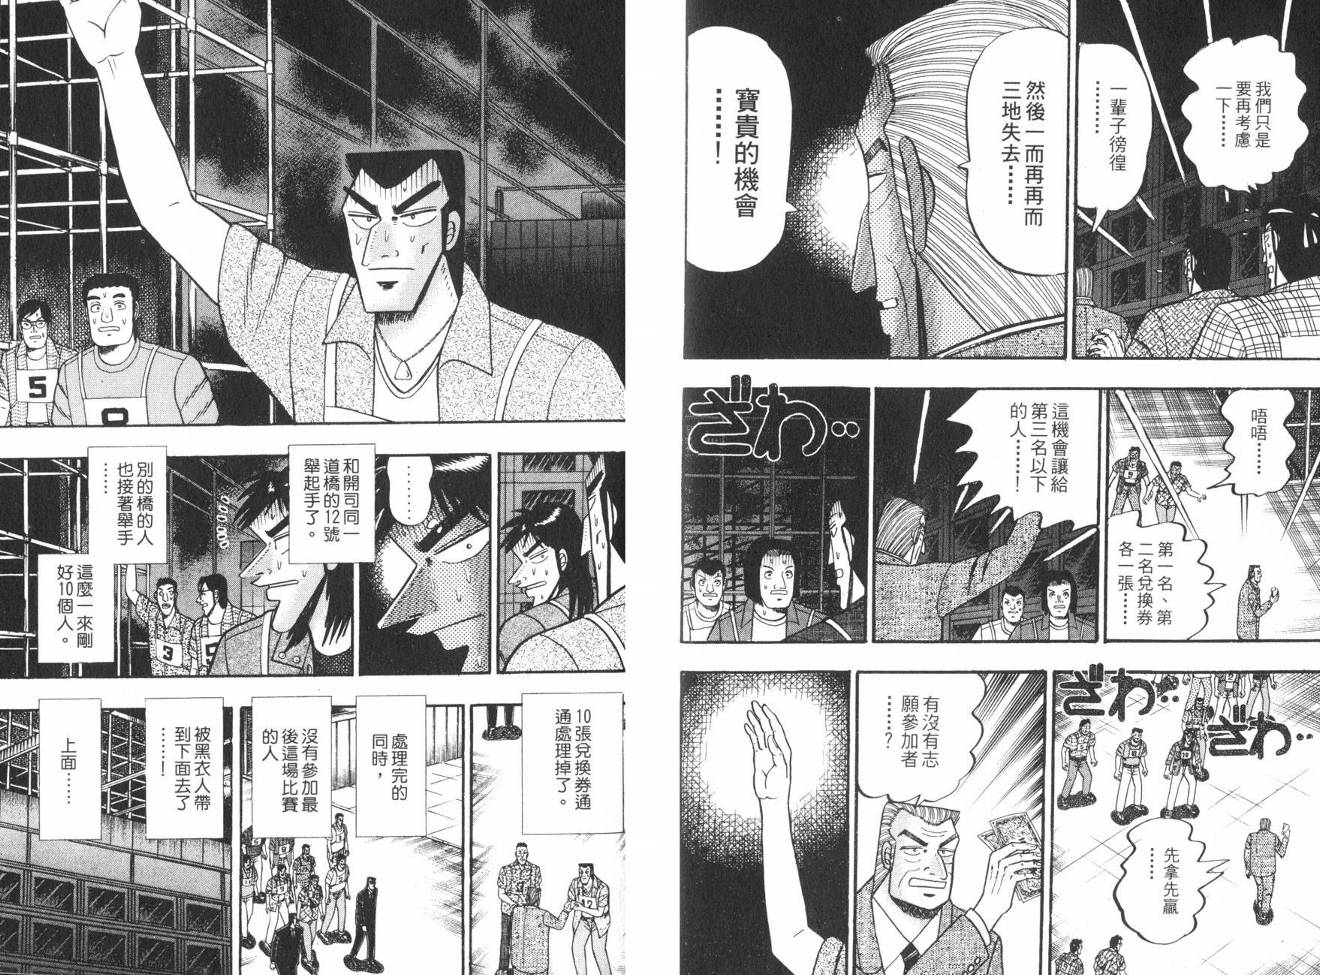 我們只是
要再考慮
一下……
一輩子徬徨
………
然後一而再再而
三地失去……
寶貴的機會
……!
唔唔……
第一名、第
二名兌換券
各一張……
這機會讓給
第三名以下
的人……!
ざわ‥
ざわ‥
ざわ‥
先拿先贏
……
有沒有志
願參加者
……?
5
8
……
和開司同一
道橋的12號
舉起手了。
別的橋的人
也接著舉手
……
這麼一來剛
好10個人。
3
5
10張兌換券通
通處理掉了。
12
處理完的
同時,
沒有參加最
後這場比賽
的人
被黑衣人帶
到下面去了
……!
上面……